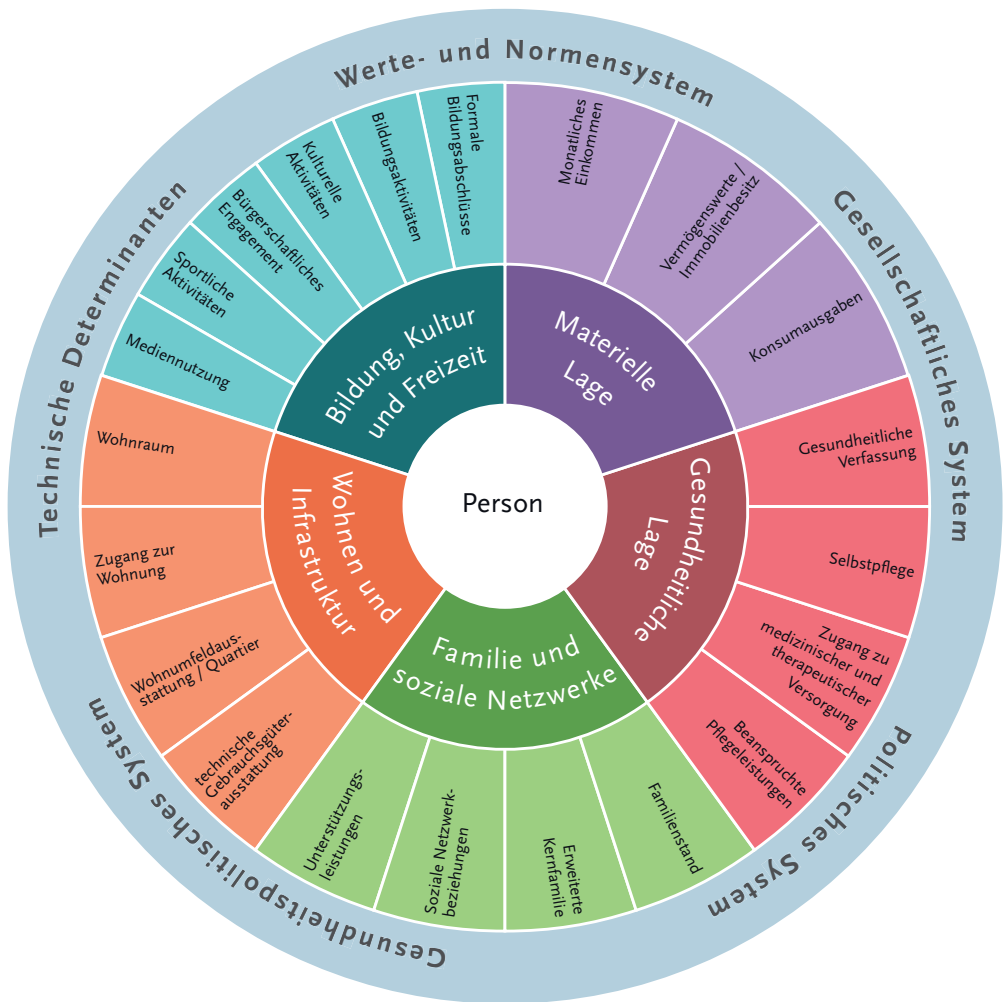 Werte- und Normensystem
Gesellschaftliches System
Politisches System
Gesundheitspolitisches System
Technische Determinanten
Person
Materielle
Lage
Monatliches
Einkommen
Vermögenswerte /
Immobilienbesitz
Konsumausgaben
Gesundheitliche
Lage
Gesundheitliche
Verfassung
Selbstpflege
Zugang zu
medizinischer und
therapeutischer
Versorgung
Beanspruchte
Pflegeleistungen
Familie und
soziale Netzwerke
Familienstand
Erweiterte
Kernfamilie
Soziale Netzwerk-
beziehungen
Unterstützungs-
leistungen
Wohnen und
Infrastruktur
technische
Gebrauchsgüter-
ausstattung
Wohnumfeldaus-
stattung / Quartier
Zugang zur
Wohnung
Wohnraum
Bildung, Kultur
und Freizeit
Mediennutzung
Sportliche
Aktivitäten
Bürgerschaftliches
Engagement
Kulturelle
Aktivitäten
Bildungsaktivitäten
Formale
Bildungsabschlüsse